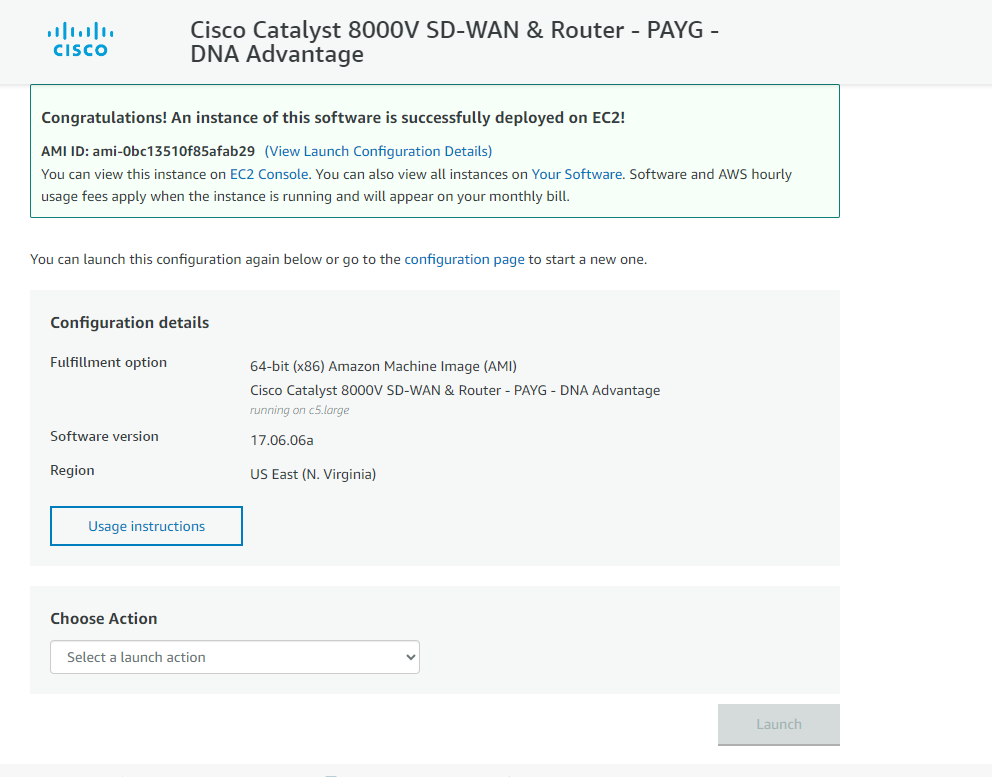 CISCO
Cisco Catalyst 8000V SD-WAN & Router - PAYG -
DNA Advantage
Congratulations! An instance of this software is successfully deployed on EC2!
AMI ID: ami-0bc13510f85afab29 (View Launch Configuration Details)
You can view this instance on EC2 Console. You can also view all instances on Your Software. Software and AWS hourly
usage fees apply when the instance is running and will appear on your monthly bill.
You can launch this configuration again below or go to the configuration page to start a new one.
Configuration details
Fulfillment option
64-bit (x86) Amazon Machine Image (AMI)
Cisco Catalyst 8000V SD-WAN & Router - PAYG - DNA Advantage
running on c5.large
Software version
17.06.06a
Region
US East (N. Virginia)
Usage instructions
Choose Action
Select a launch action
Launch